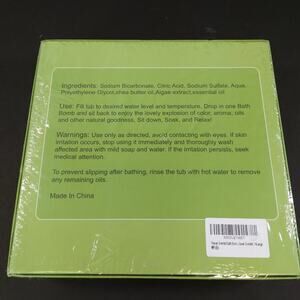 Ingredients: Sodium Bicarbonate, Citric Acid, Sodium Sulfate, Aqua,
Polyethylene Glycol,shea butter oil,Algae extract,essential oil
Use: Fill tub to desired water level and temperature. Drop in one Bath
Bomb and sit back to enjoy the lovely explosion of color, aroma, oils
and other natural goodness. Sit down, Soak, and Relax!
Warnings: Use only as directed, avoid contacting with eyes. If skin
irritation occurs, stop using it immediately and thoroughly wash
affected area with mild soap and water. If the irritation persists, seek
medical attention.
To prevent slipping after bathing, rinse the tub with hot water to remove
any remaining oils.
Made In China